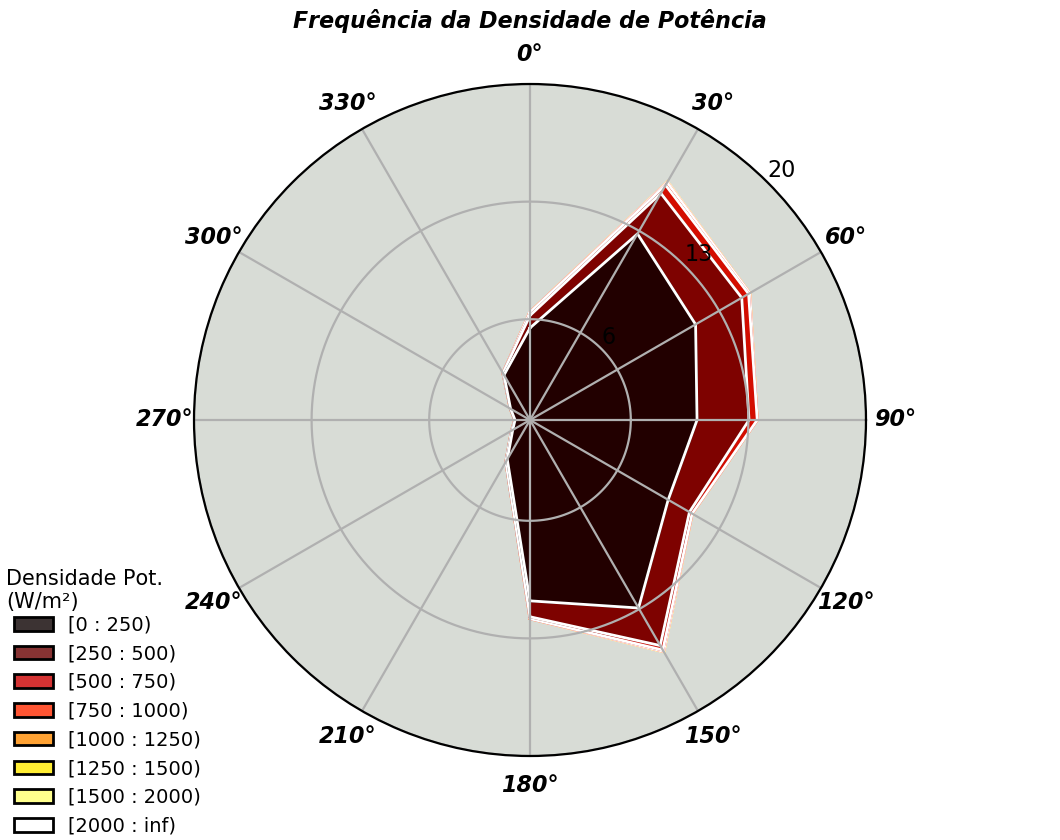 Frequência da Densidade de Potência
0°
330°
30°
20
300°
60°
13
6
270°
90°
240°
120°
210°
150°
180°
Densidade Pot.
(W/m²)
[0 : 250)
[250 : 500)
[500 : 750)
[750 : 1000)
[1000 : 1250)
[1250 : 1500)
[1500 : 2000)
[2000 : inf)